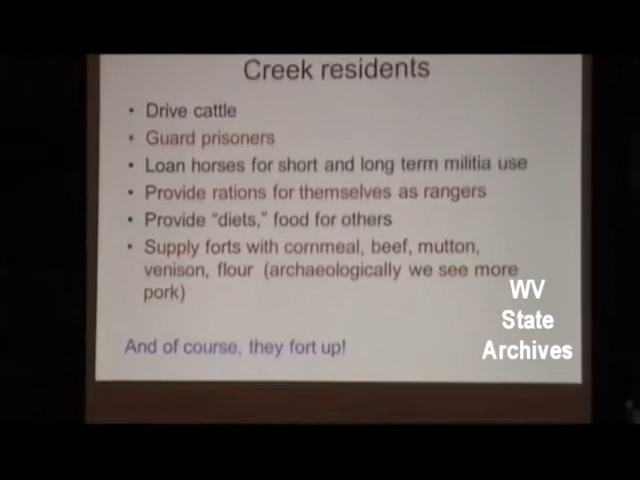 Creek residents
• Drive cattle
• Guard prisoners
• Loan horses for short and long term militia use
• Provide rations for themselves as rangers
• Provide “diets,” food for others
• Supply forts with cornmeal, beef, mutton,
venison, flour (archaeologically we see more
pork)
And of course, they fort up!
WV
State
Archives